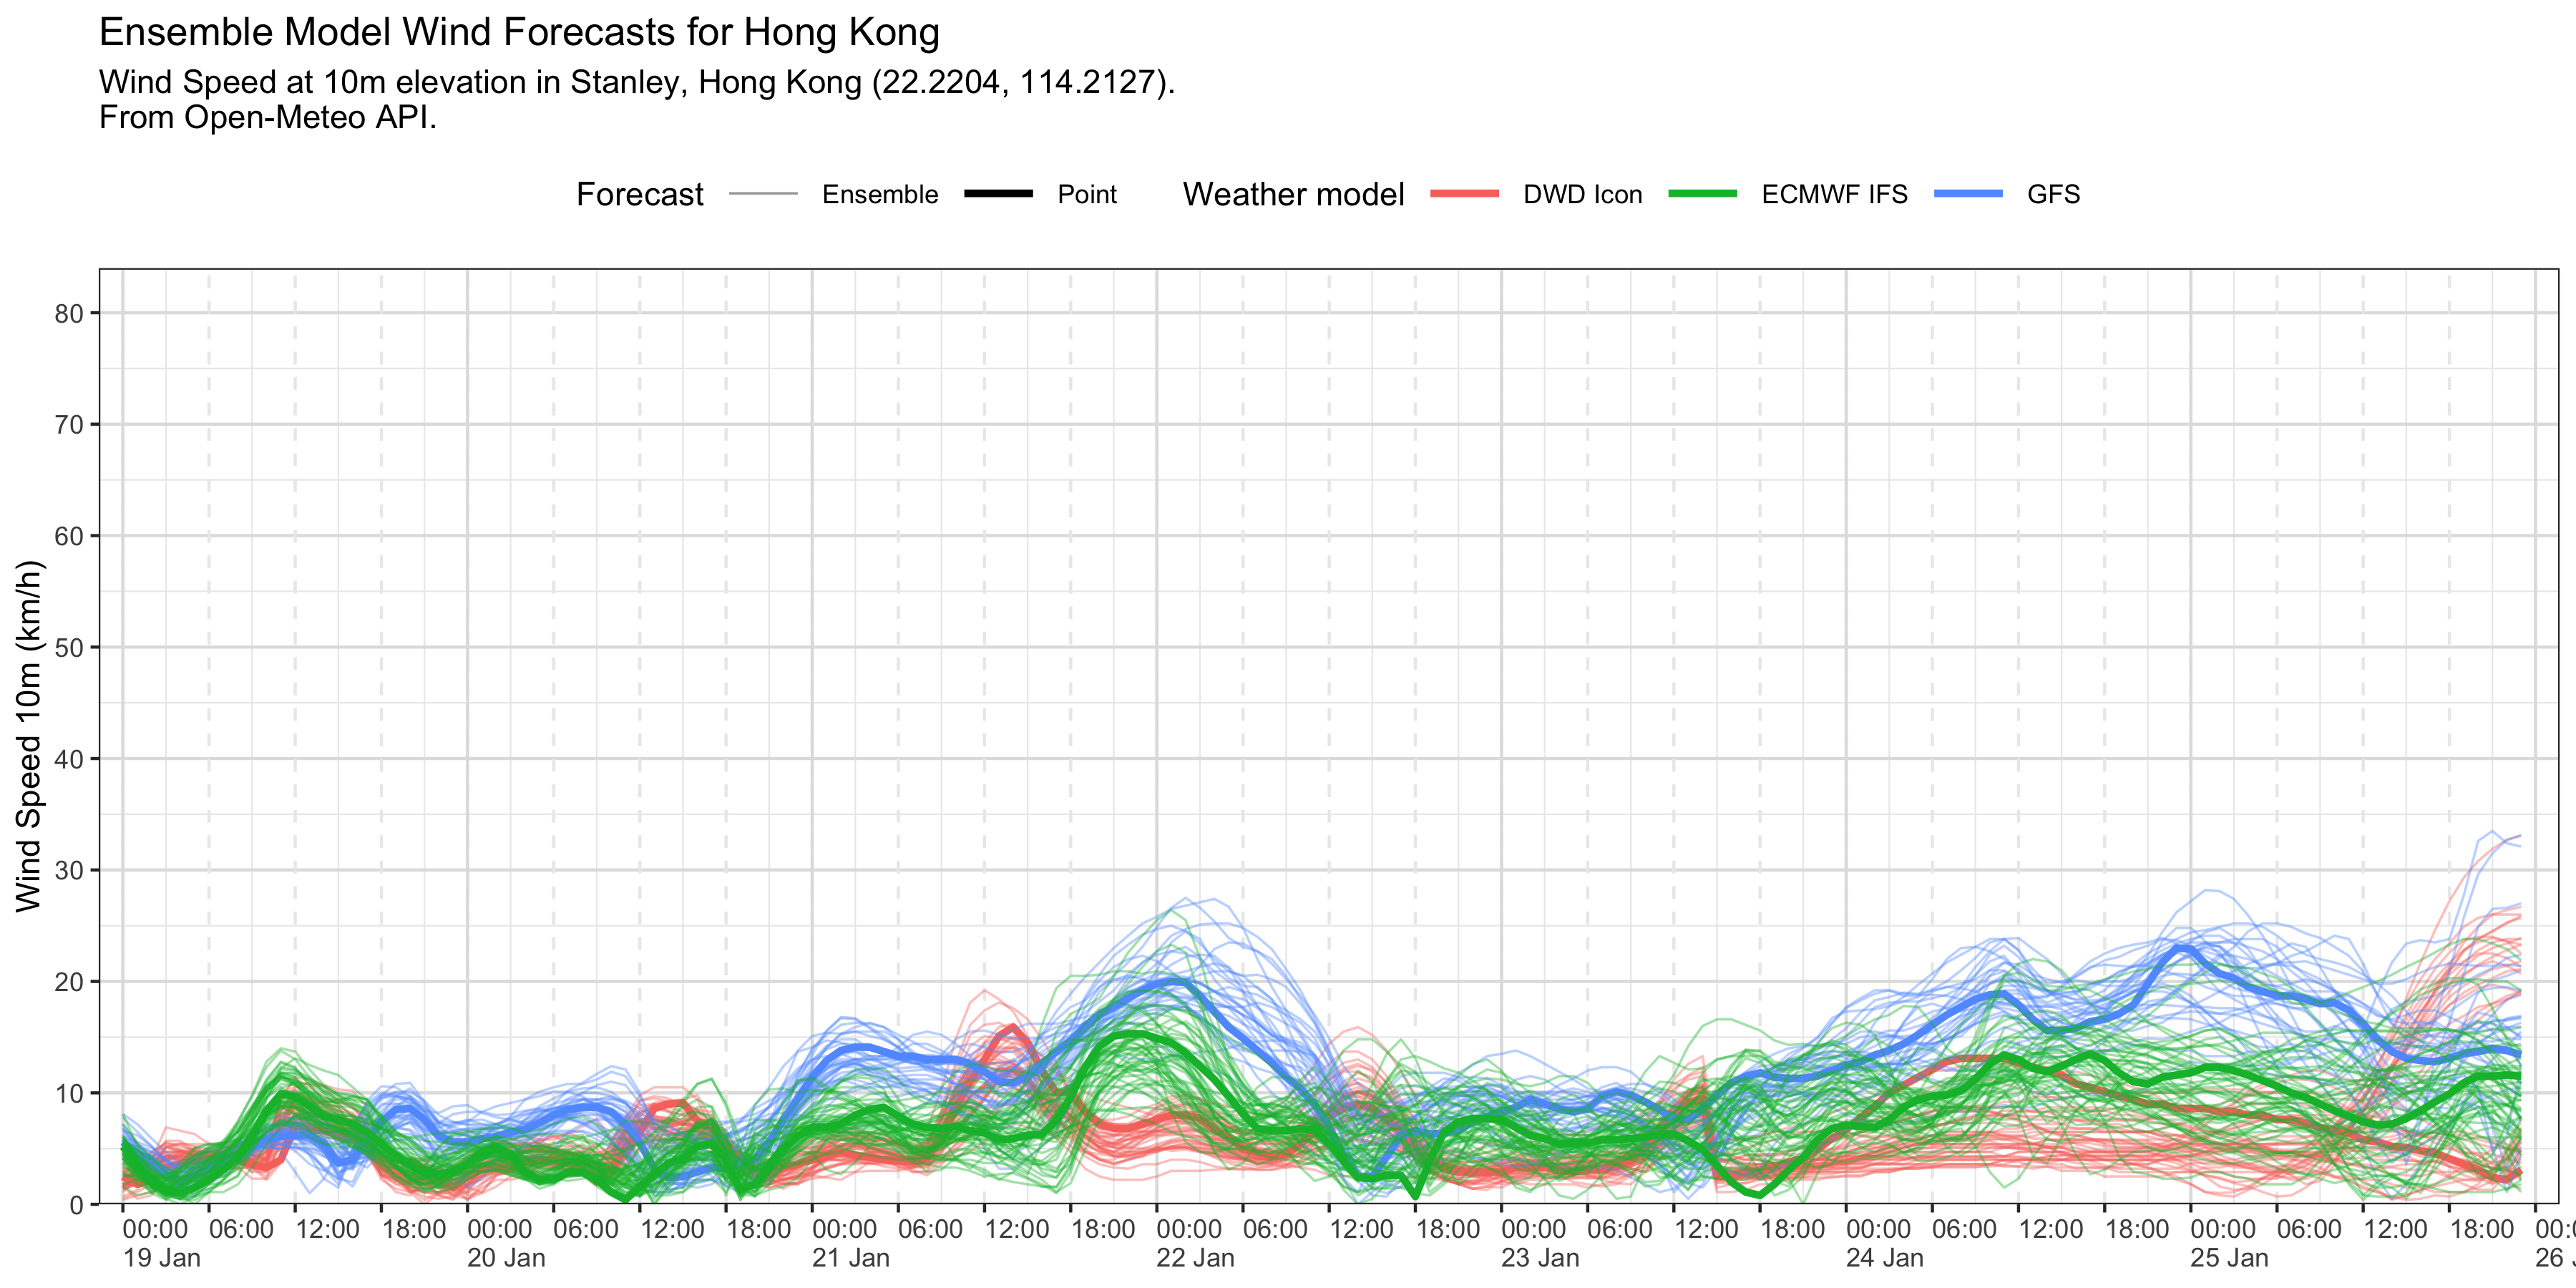 Ensemble Model Wind Forecasts for Hong Kong
Wind Speed at 10m elevation in Stanley, Hong Kong (22.2204, 114.2127).
From Open-Meteo API.
Forecast Ensemble Point Weather model DWD Icon ECMWF IFS GFS
Wind Speed 10m (km/h)
80
70
60
50
40
30
20
10
0
00:00 06:00 12:00 18:00 00:00 06:00 12:00 18:00 00:00 06:00 12:00 18:00 00:00 06:00 12:00 18:00 00:00 06:00 12:00 18:00 00:00 06:00 12:00 18:00 00:00 06:00 12:00 18:00 00:0
19 Jan 20 Jan 21 Jan 22 Jan 23 Jan 24 Jan 25 Jan 26